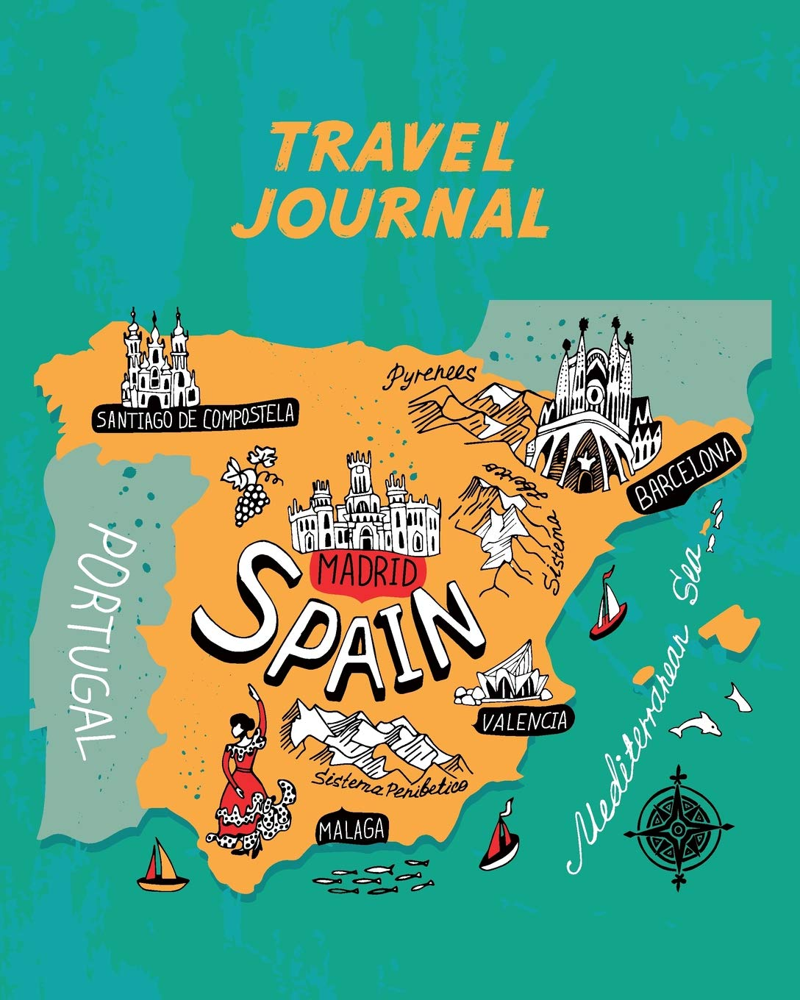 TRAVEL
JOURNAL
Pyrenees
SANTIAGO DE COMPOSTELA
BARCELONA
Sistema
MADRID
SPAIN
PORTUGAL
Mediterranean Sea
VALENCIA
Sistema Penibetico
MALAGA